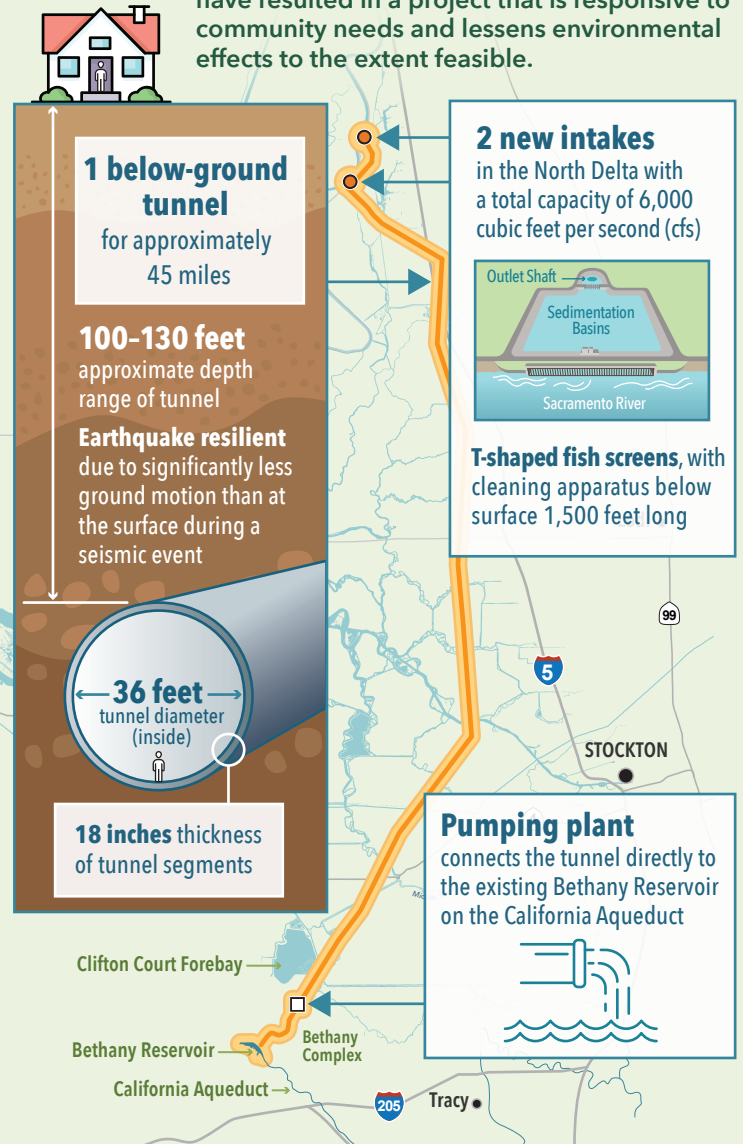 have resulted in a project that is responsive to
community needs and lessens environmental
effects to the extent feasible.
1 below-ground
tunnel
for approximately
45 miles
100–130 feet
approximate depth
range of tunnel
Earthquake resilient
due to significantly less
ground motion than at
the surface during a
seismic event
36 feet
tunnel diameter
(inside)
18 inches thickness
of tunnel segments
2 new intakes
in the North Delta with
a total capacity of 6,000
cubic feet per second (cfs)
Outlet Shaft
Sedimentation
Basins
Sacramento River
T-shaped fish screens, with
cleaning apparatus below
surface 1,500 feet long
99
5
STOCKTON
Pumping plant
connects the tunnel directly to
the existing Bethany Reservoir
on the California Aqueduct
Clifton Court Forebay
Bethany Reservoir
Bethany
Complex
California Aqueduct
205
Tracy